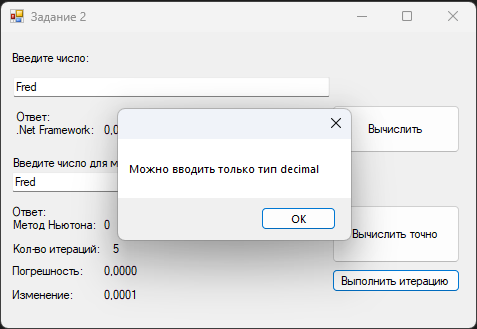 Задание 2
Введите число:
Fred
Ответ:
.Net Framework: 0,0
Вычислить
Можно вводить только тип decimal
OK
Введите число для м
Fred
Ответ:
Метод Ньютона: 0
Вычислить точно
Кол-во итераций: 5
Погрешность: 0,0000
Выполнить итерацию
Изменение: 0,0001